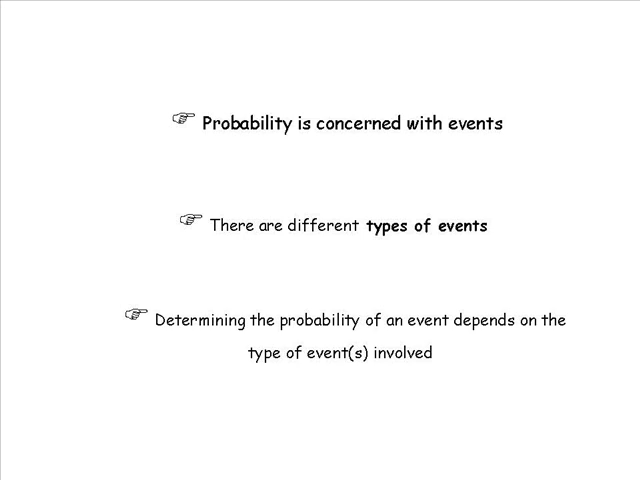 ☞ Probability is concerned with events
☞ There are different types of events
☞ Determining the probability of an event depends on the
type of event(s) involved